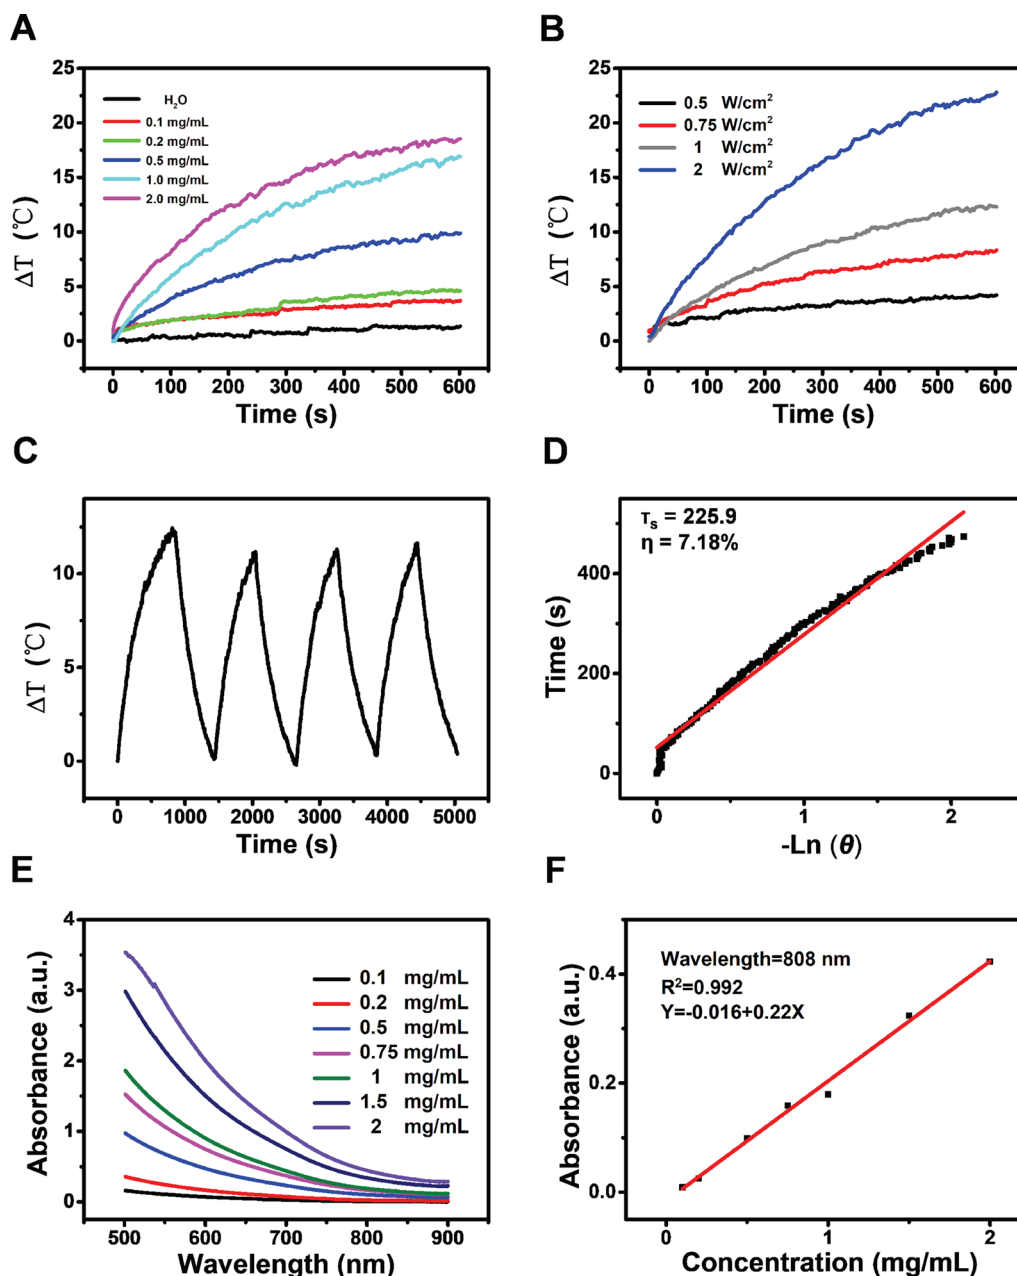 A
25
20
15
10
5
0
ΔT (℃)
H₂O
0.1 mg/mL
0.2 mg/mL
0.5 mg/mL
1.0 mg/mL
2.0 mg/mL
0 100 200 300 400 500 600
Time (s)
B
25
20
15
10
5
0
ΔT (℃)
0.5 W/cm²
0.75 W/cm²
1 W/cm²
2 W/cm²
0 100 200 300 400 500 600
Time (s)
C
10
5
0
ΔT (℃)
0 1000 2000 3000 4000 5000
Time (s)
D
400
200
0
Time (s)
τₛ = 225.9
η = 7.18%
0 1 2
-Ln (θ)
E
4
3
2
1
0
Absorbance (a.u.)
0.1 mg/mL
0.2 mg/mL
0.5 mg/mL
0.75 mg/mL
1 mg/mL
1.5 mg/mL
2 mg/mL
500 600 700 800 900
Wavelength (nm)
F
0.4
0.2
0.0
Absorbance (a.u.)
Wavelength=808 nm
R²=0.992
Y=-0.016+0.22X
0 1 2
Concentration (mg/mL)